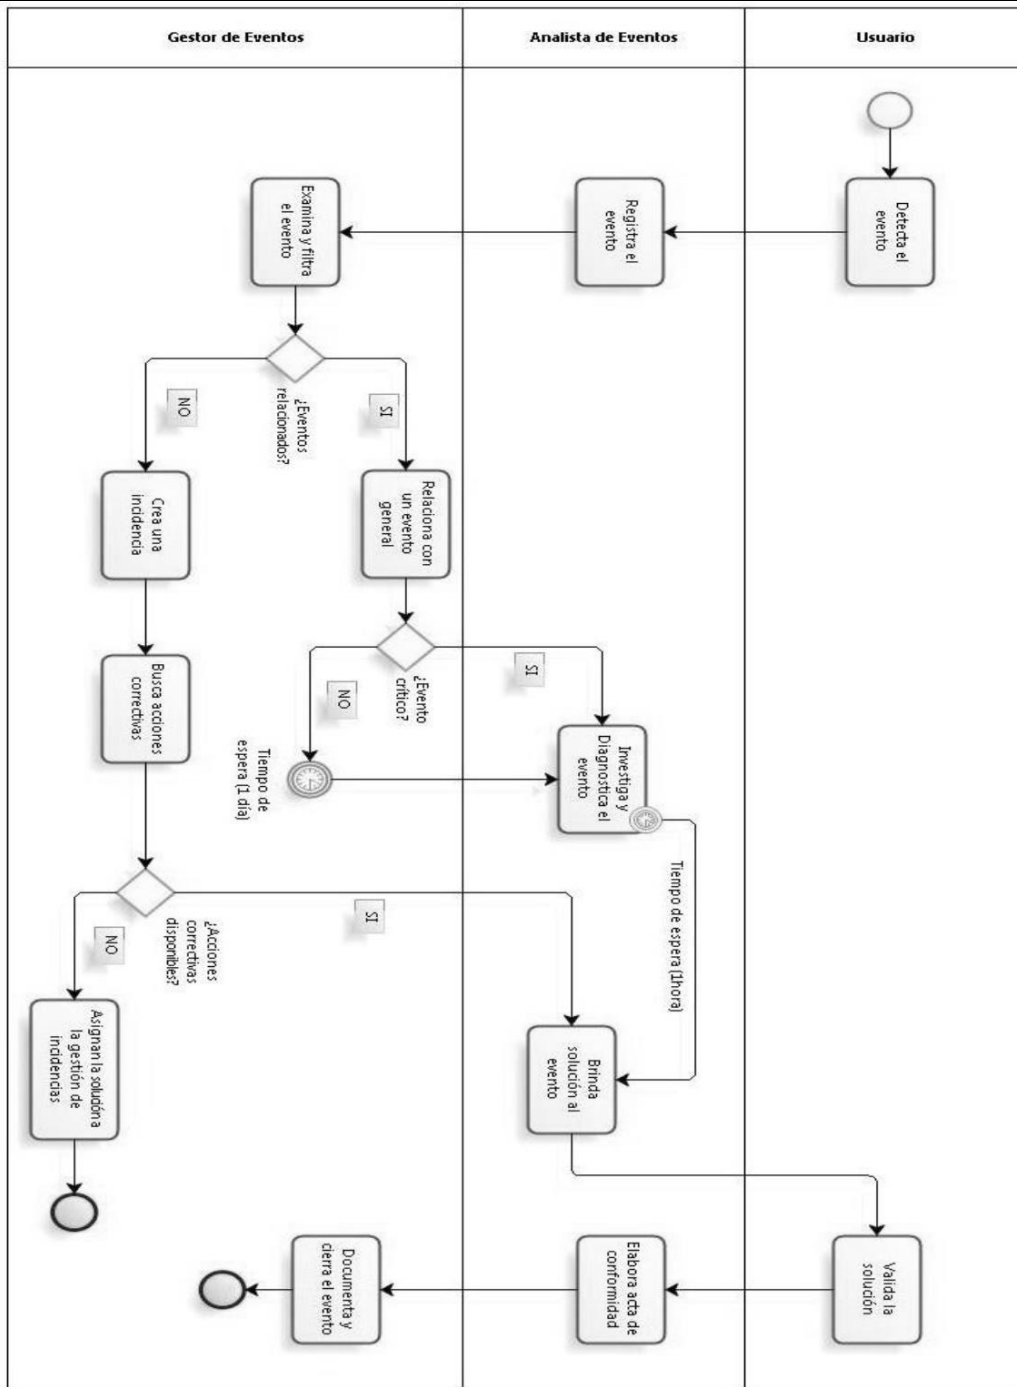 Gestor de Eventos
Analista de Eventos
Usuario
Detecta el
evento
Registra el
evento
Examina y filtra
el evento
¿Eventos
relacionados?
SI
NO
Relaciona con
un evento
general
Crea una
incidencia
¿Evento
crítico?
SI
NO
Tiempo de
espera (1 día)
Investiga y
Diagnostica el
evento
Tiempo de espera (1hora)
Busca acciones
correctivas
¿Acciones
correctivas
disponibles?
SI
NO
Asignan la solución a
la gestión de
incidencias
Brinda
solución al
evento
Valida la
solución
Elabora acta de
conformidad
Documenta y
cierra el evento